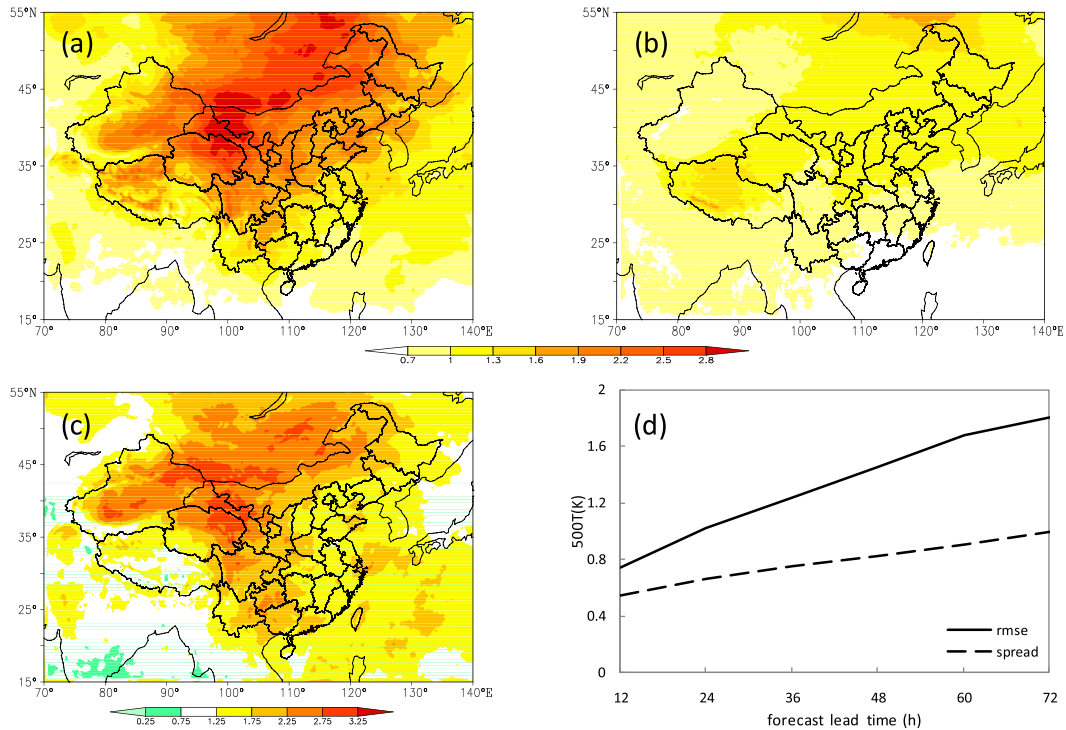 (a)
55°N
45°
35°
25°
15°
70° 80° 90° 100° 110° 120° 130° 140°E
(b)
55°N
45°
35°
25°
15°
70° 80° 90° 100° 110° 120° 130° 140°E
0.7 1 1.3 1.6 1.9 2.2 2.5 2.8
(c)
55°N
45°
35°
25°
15°
70° 80° 90° 100° 110° 120° 130° 140°E
0.25 0.75 1.25 1.75 2.25 2.75 3.25
(d)
2
1.6
1.2
0.8
0.4
0
500T(K)
rmse
spread
12 24 36 48 60 72
forecast lead time (h)